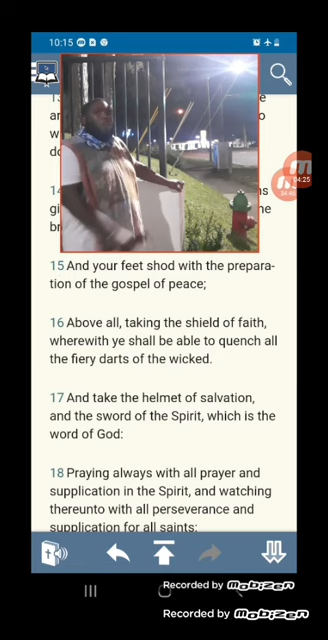 10:15
04:25
04:46
15 And your feet shod with the prepara-
tion of the gospel of peace;
16 Above all, taking the shield of faith,
wherewith ye shall be able to quench all
the fiery darts of the wicked.
17 And take the helmet of salvation,
and the sword of the Spirit, which is the
word of God:
18 Praying always with all prayer and
supplication in the Spirit, and watching
thereunto with all perseverance and
supplication for all saints;
Recorded by mobizen
Recorded by mobizen